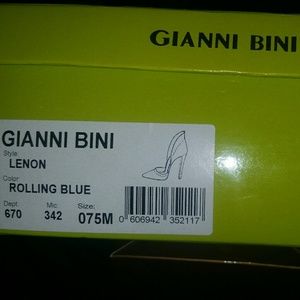 GIANNI BINI
GIANNI BINI
Style:
LENON
Color:
ROLLING BLUE
Dept. Mic Size:
670 342 075M
0 606942 352117